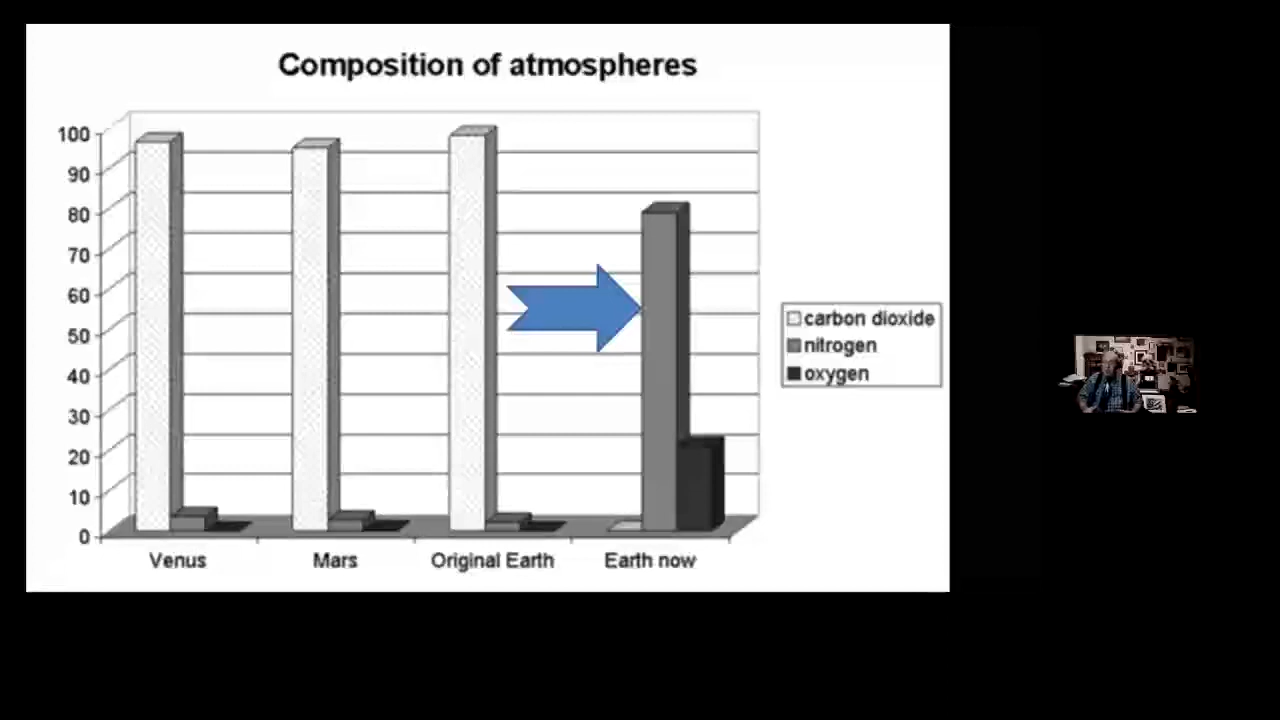 Composition of atmospheres
100
90
80
70
60
50
40
30
20
10
0
Venus
Mars
Original Earth
Earth now
carbon dioxide
nitrogen
oxygen